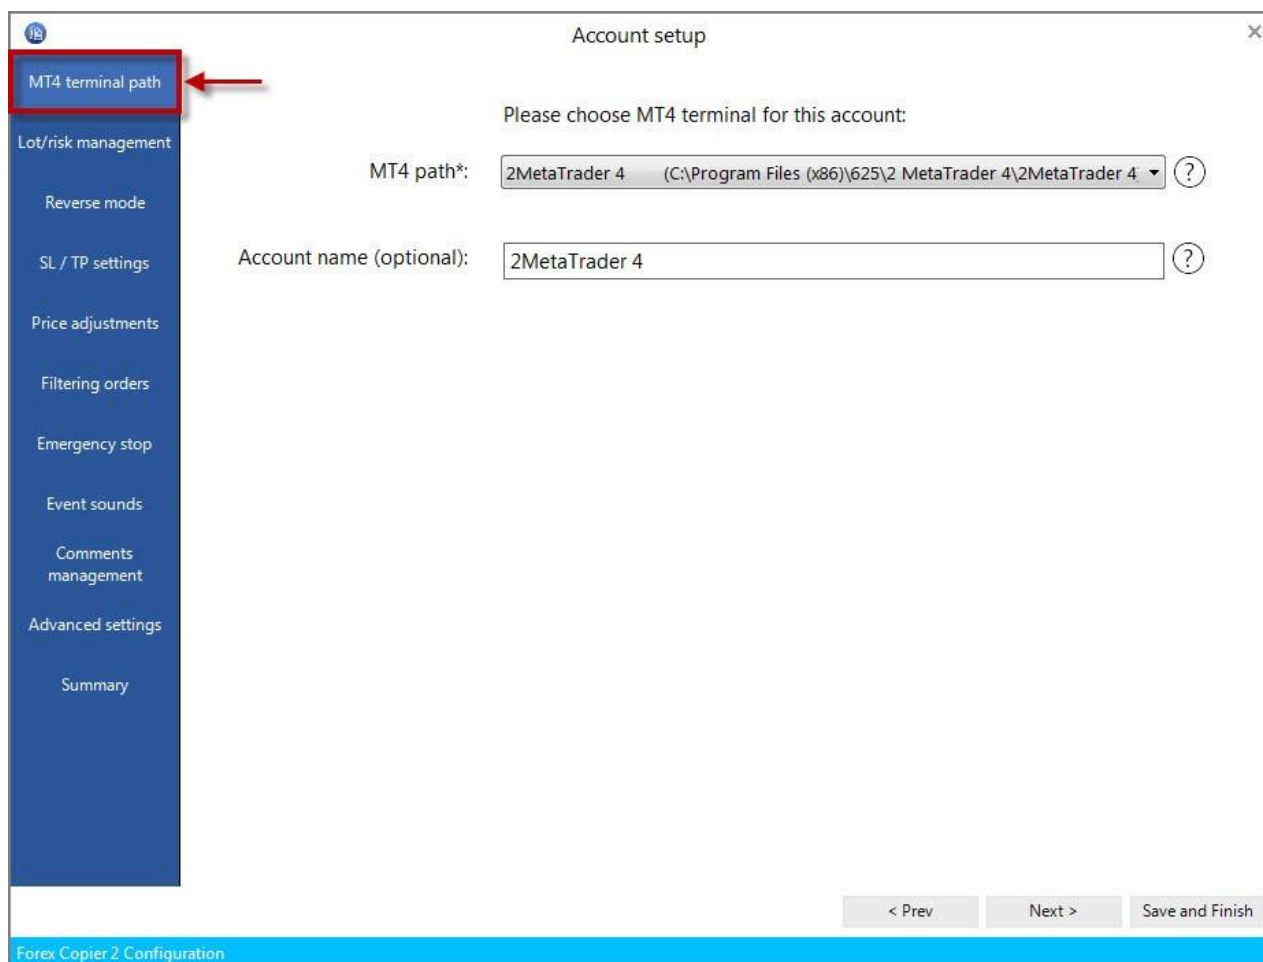 Account setup
MT4 terminal path
Lot/risk management
Reverse mode
SL / TP settings
Price adjustments
Filtering orders
Emergency stop
Event sounds
Comments
management
Advanced settings
Summary
Please choose MT4 terminal for this account:
MT4 path*: 2MetaTrader 4 (C:\Program Files (x86)\625\2 MetaTrader 4\2MetaTrader 4 ?
Account name (optional): 2MetaTrader 4 ?
< Prev Next > Save and Finish
Forex Copier 2 Configuration